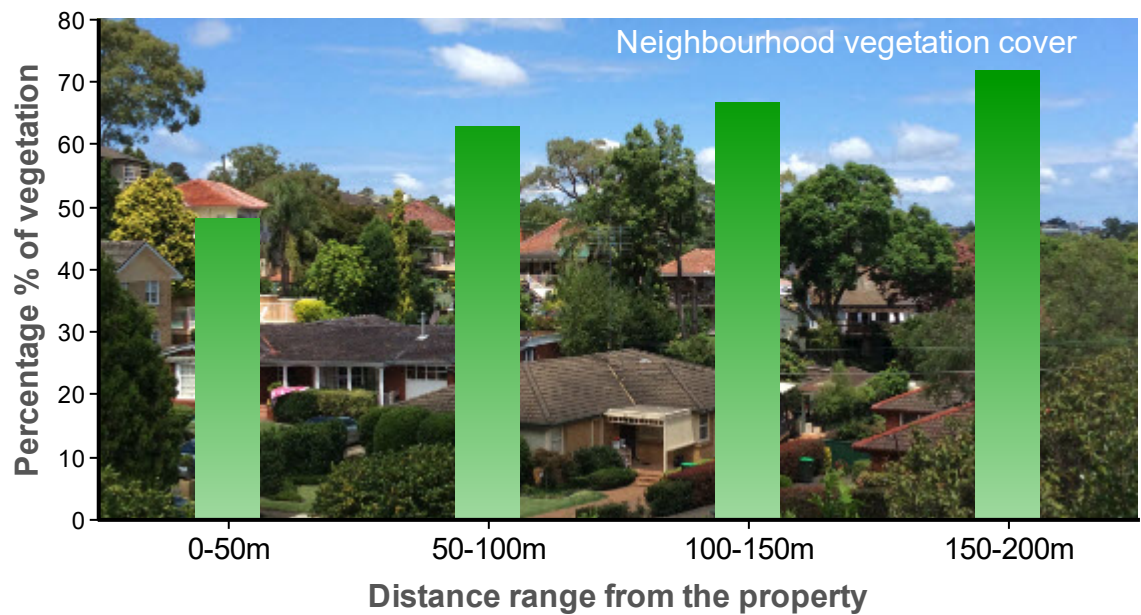 Neighbourhood vegetation cover
Percentage % of vegetation
80
70
60
50
40
30
20
10
0
0-50m
50-100m
100-150m
150-200m
Distance range from the property